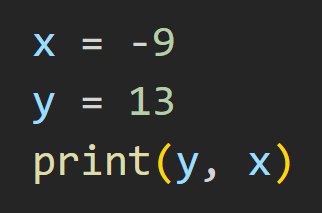 x = -9
y = 13
print(y, x)